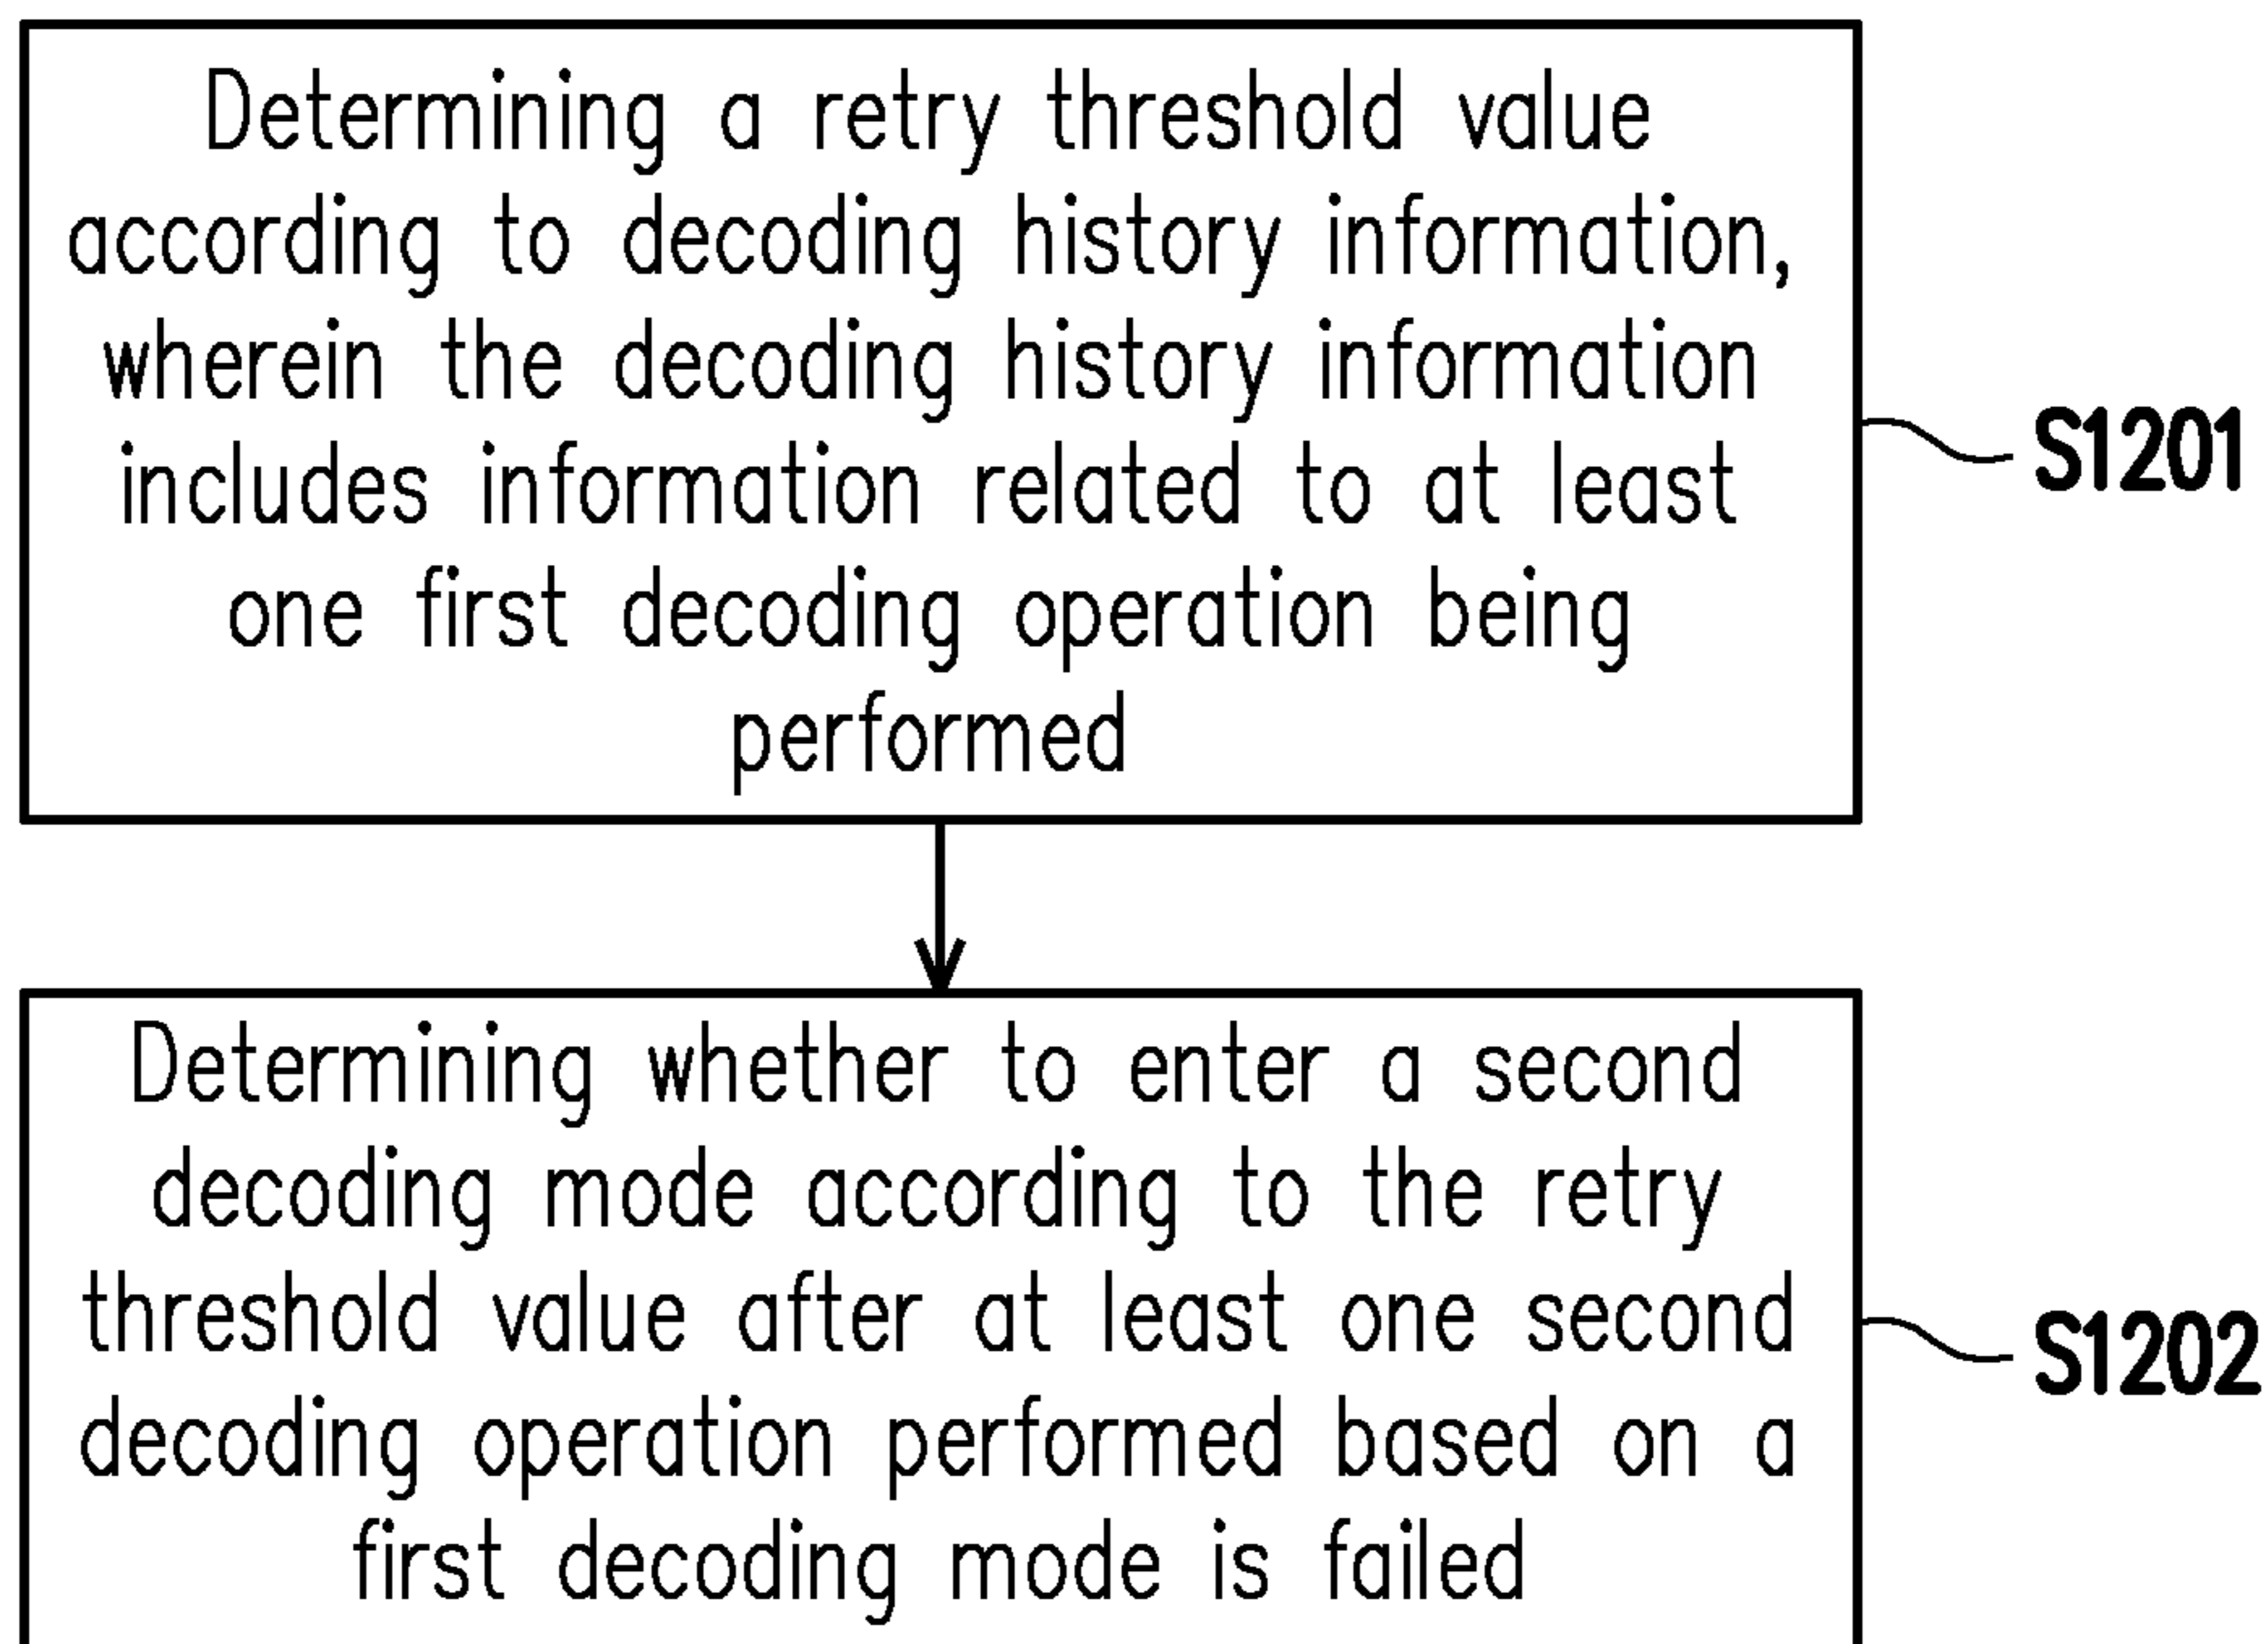 Determining a retry threshold value
according to decoding history information,
wherein the decoding history information
includes information related to at least
one first decoding operation being
performed
S1201
Determining whether to enter a second
decoding mode according to the retry
threshold value after at least one second
decoding operation performed based on a
first decoding mode is failed
S1202